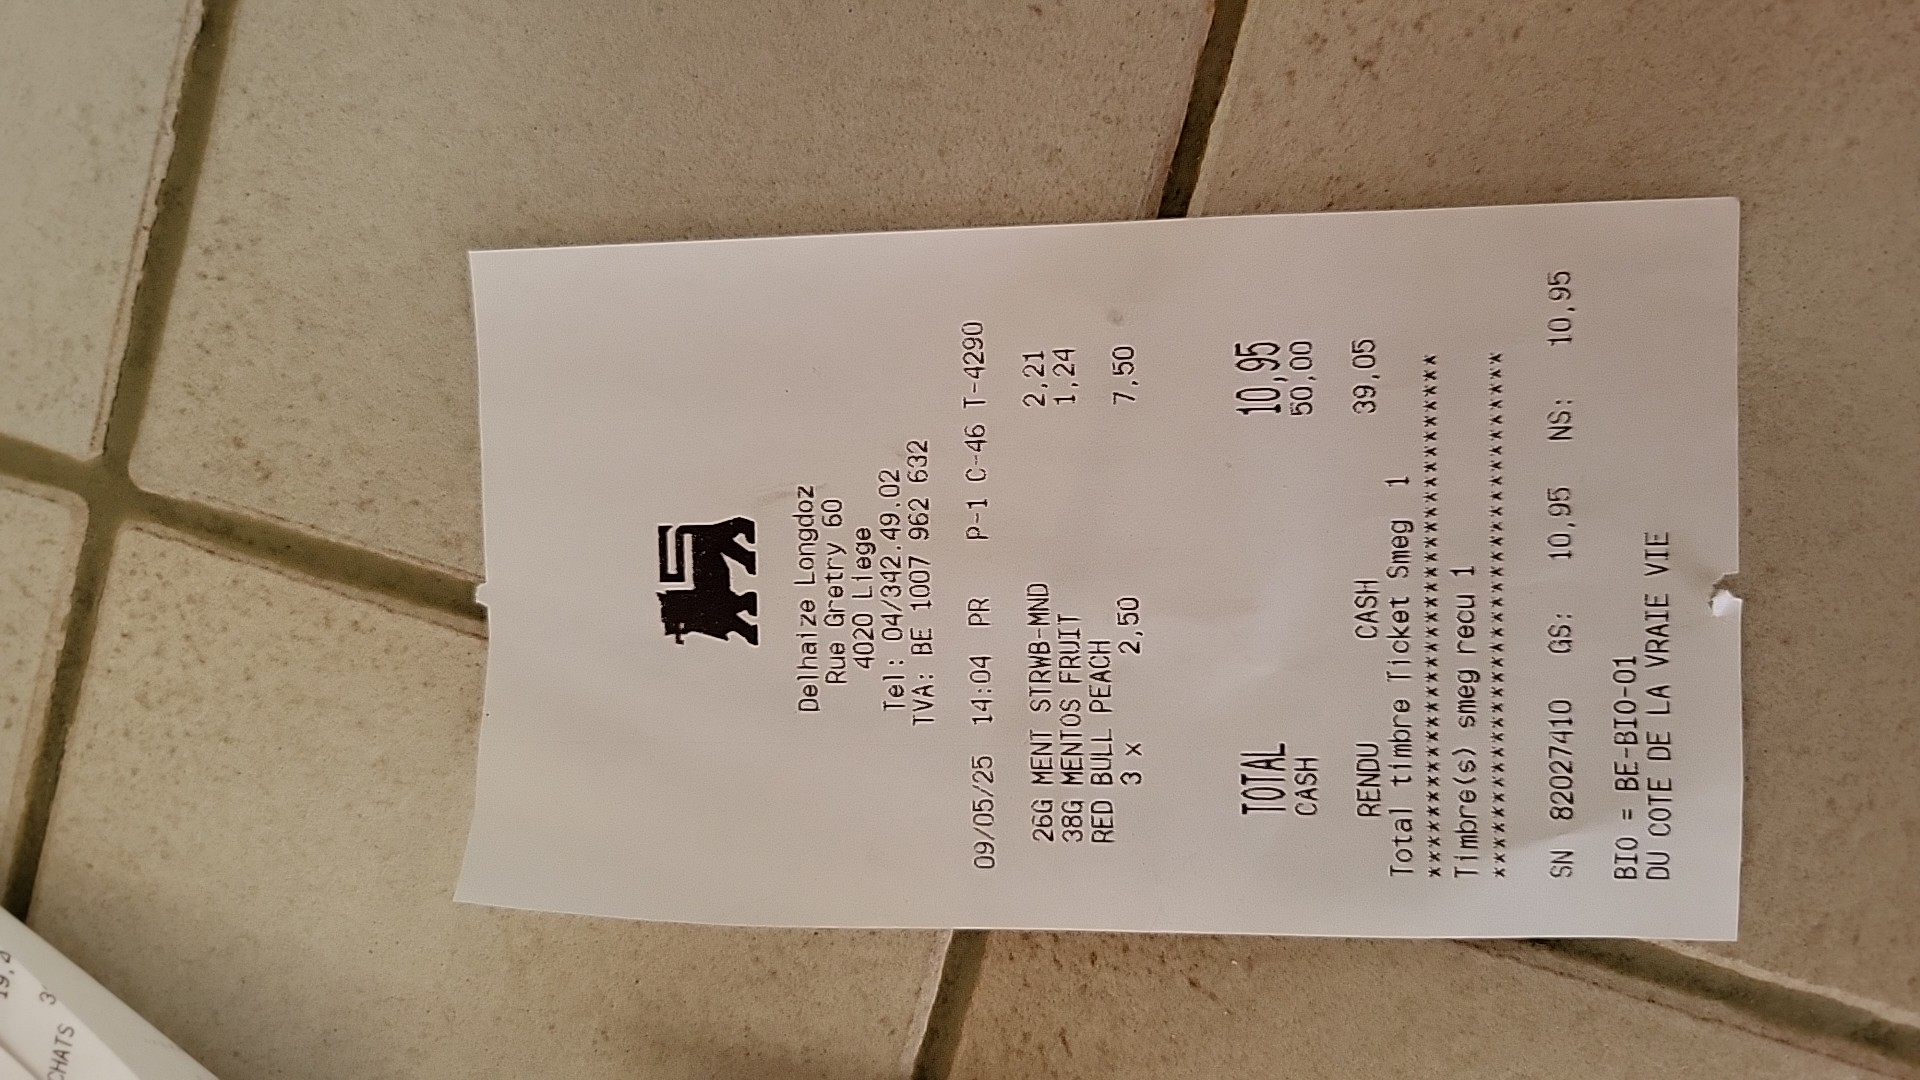 Delhaize Longdoz
Rue Gretry 60
4020 Liege
Tel: 04/342.49.02
TVA: BE 1007 962 632
09/05/25 14:04 PR P-1 C-46 T-4290
26G MENT STRWB-MND 2,21
38G MENTOS FRUIT 1,24
RED BULL PEACH
3 x 2,50 7,50
TOTAL 10,95
CASH 50,00
RENDU CASH 39,05
Total timbre Ticket Smeg 1
***********************************
Timbre(s) smeg recu 1
***********************************
SN 82027410 GS: 10,95 NS: 10,95
BIO = BE-BIO-01
DU COTE DE LA VRAIE VIE